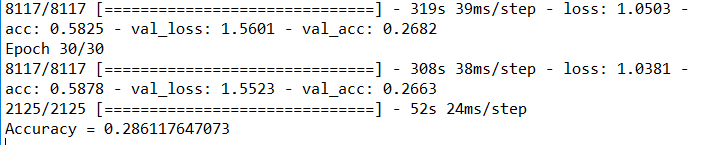 8117/8117 [==============================] - 319s 39ms/step - loss: 1.0503 -
acc: 0.5825 - val_loss: 1.5601 - val_acc: 0.2682
Epoch 30/30
8117/8117 [==============================] - 308s 38ms/step - loss: 1.0381 -
acc: 0.5878 - val_loss: 1.5523 - val_acc: 0.2663
2125/2125 [==============================] - 52s 24ms/step
Accuracy = 0.286117647073